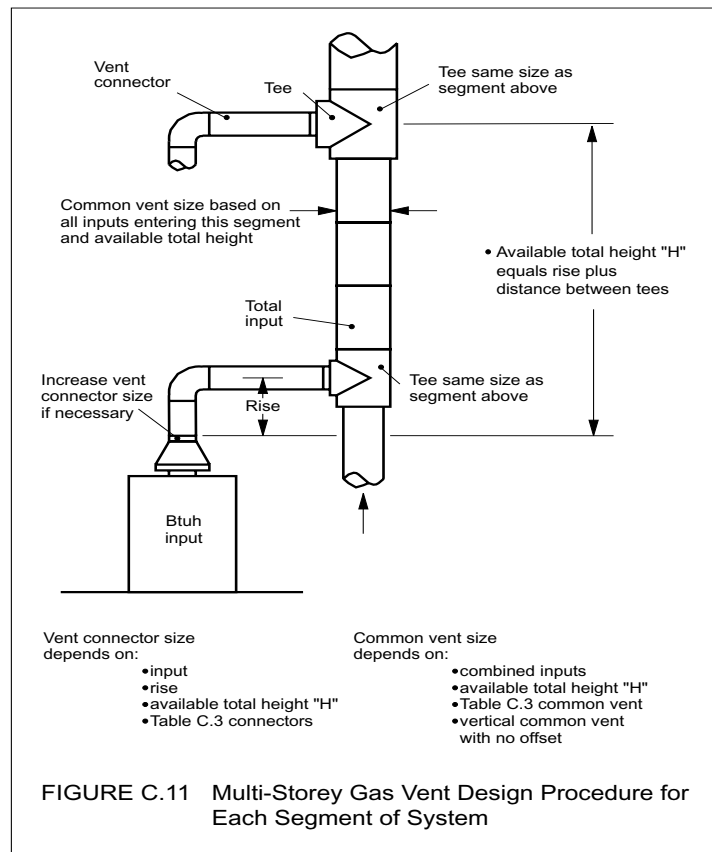 Vent
connector
Tee
Tee same size as
segment above
Common vent size based on
all inputs entering this segment
and available total height
• Available total height "H"
equals rise plus
distance between tees
Total
input
Increase vent
connector size
if necessary
Rise
Tee same size as
segment above
Btuh
input
Vent connector size
depends on:
•input
•rise
•available total height "H"
•Table C.3 connectors
Common vent size
depends on:
•combined inputs
•available total height "H"
•Table C.3 common vent
•vertical common vent
with no offset
FIGURE C.11 Multi-Storey Gas Vent Design Procedure for
Each Segment of System